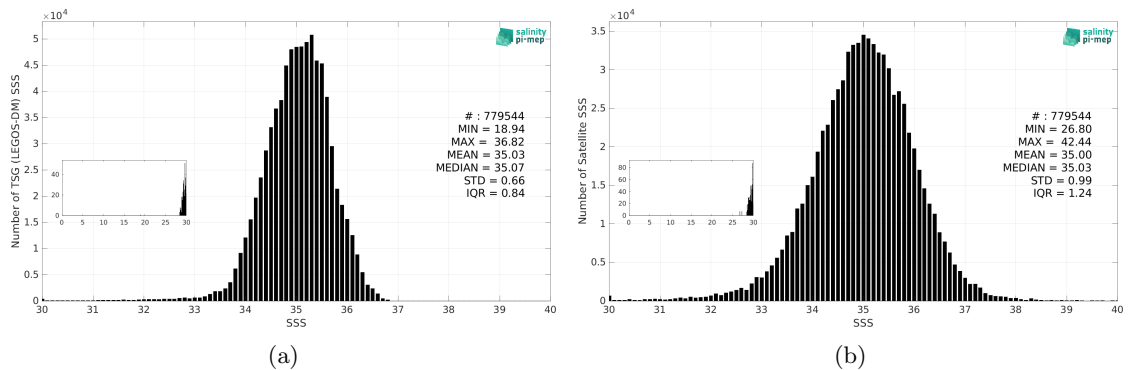 ×10⁴
5
4.5
4
3.5
3
2.5
2
1.5
1
0.5
0
Number of TSG (LEGOS-DM) SSS
salinity
pi-mep
# : 779544
MIN = 18.94
MAX = 36.82
MEAN = 35.03
MEDIAN = 35.07
STD = 0.66
IQR = 0.84
40
20
0
0 5 10 15 20 25 30
30 31 32 33 34 35 36 37 38 39 40
SSS
(a)
×10⁴
3.5
3
2.5
2
1.5
1
0.5
0
Number of Satellite SSS
salinity
pi-mep
# : 779544
MIN = 26.80
MAX = 42.44
MEAN = 35.00
MEDIAN = 35.03
STD = 0.99
IQR = 1.24
80
60
40
20
0
0 5 10 15 20 25 30
30 31 32 33 34 35 36 37 38 39 40
SSS
(b)